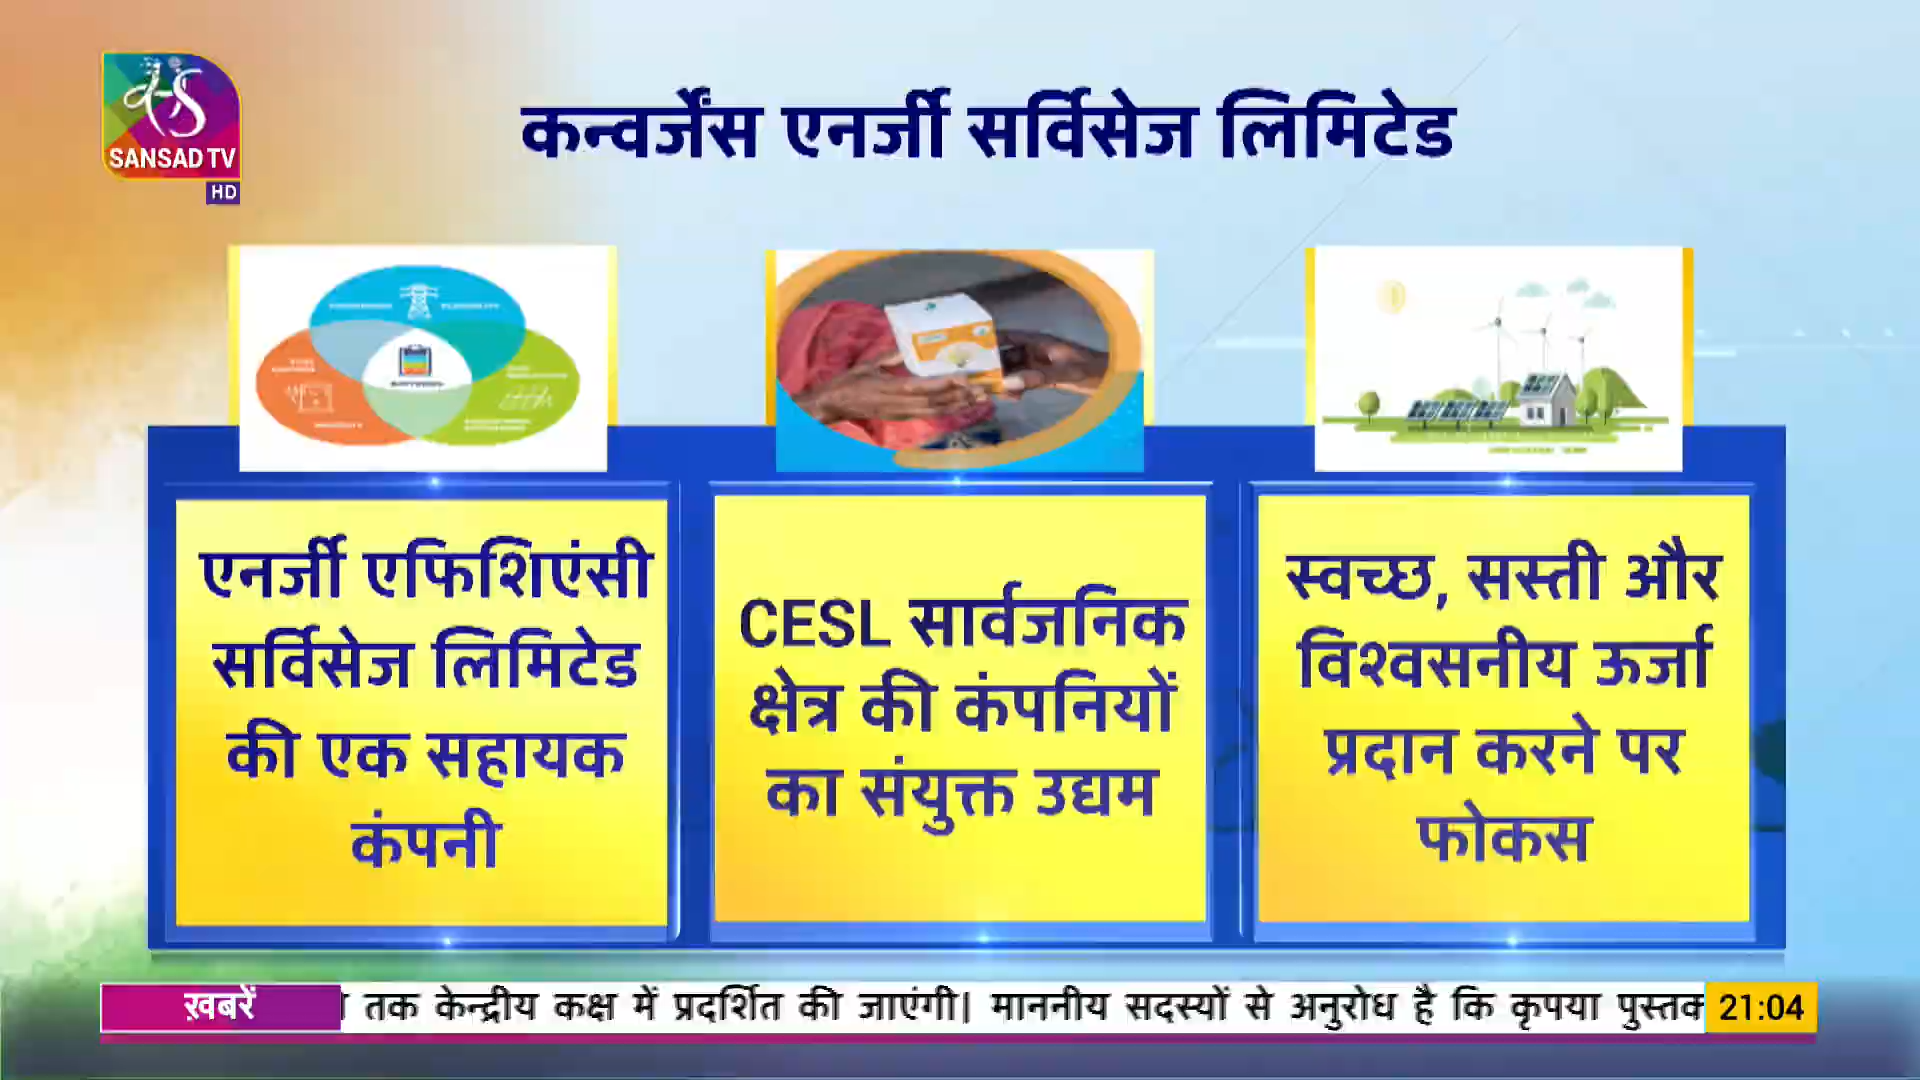 SANSAD TV
HD
कन्वर्जेंस एनर्जी सर्विसेज लिमिटेड
एनर्जी एफिशिएंसी
सर्विसेज लिमिटेड
की एक सहायक
कंपनी
CESL सार्वजनिक
क्षेत्र की कंपनियों
का संयुक्त उद्यम
स्वच्छ, सस्ती और
विश्वसनीय ऊर्जा
प्रदान करने पर
फोकस
ख़बरें
तक केन्द्रीय कक्ष में प्रदर्शित की जाएंगी| माननीय सदस्यों से अनुरोध है कि कृपया पुस्तक
21:04